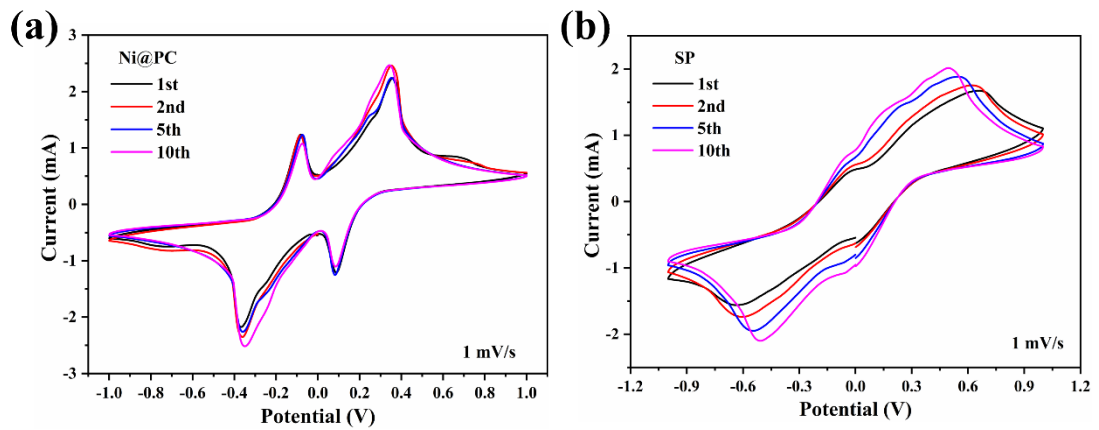 (a)
Ni@PC
1st
2nd
5th
10th
1 mV/s
3
2
1
0
-1
-2
-3
Current (mA)
-1.0 -0.8 -0.6 -0.4 -0.2 0.0 0.2 0.4 0.6 0.8 1.0
Potential (V)
(b)
SP
1st
2nd
5th
10th
1 mV/s
2
1
0
-1
-2
Current (mA)
-1.2 -0.9 -0.6 -0.3 0.0 0.3 0.6 0.9 1.2
Potential (V)